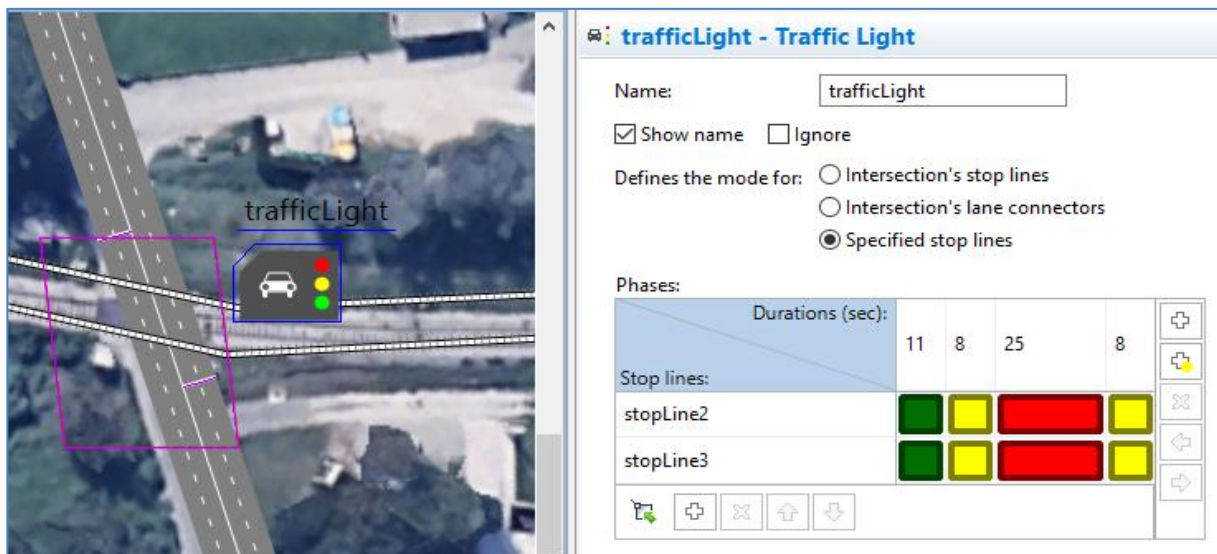 trafficLight
trafficLight - Traffic Light
Name:
trafficLight
Show name
Ignore
Defines the mode for:
Intersection's stop lines
Intersection's lane connectors
Specified stop lines
Phases:
Durations (sec):
11 8 25 8
Stop lines:
stopLine2
stopLine3